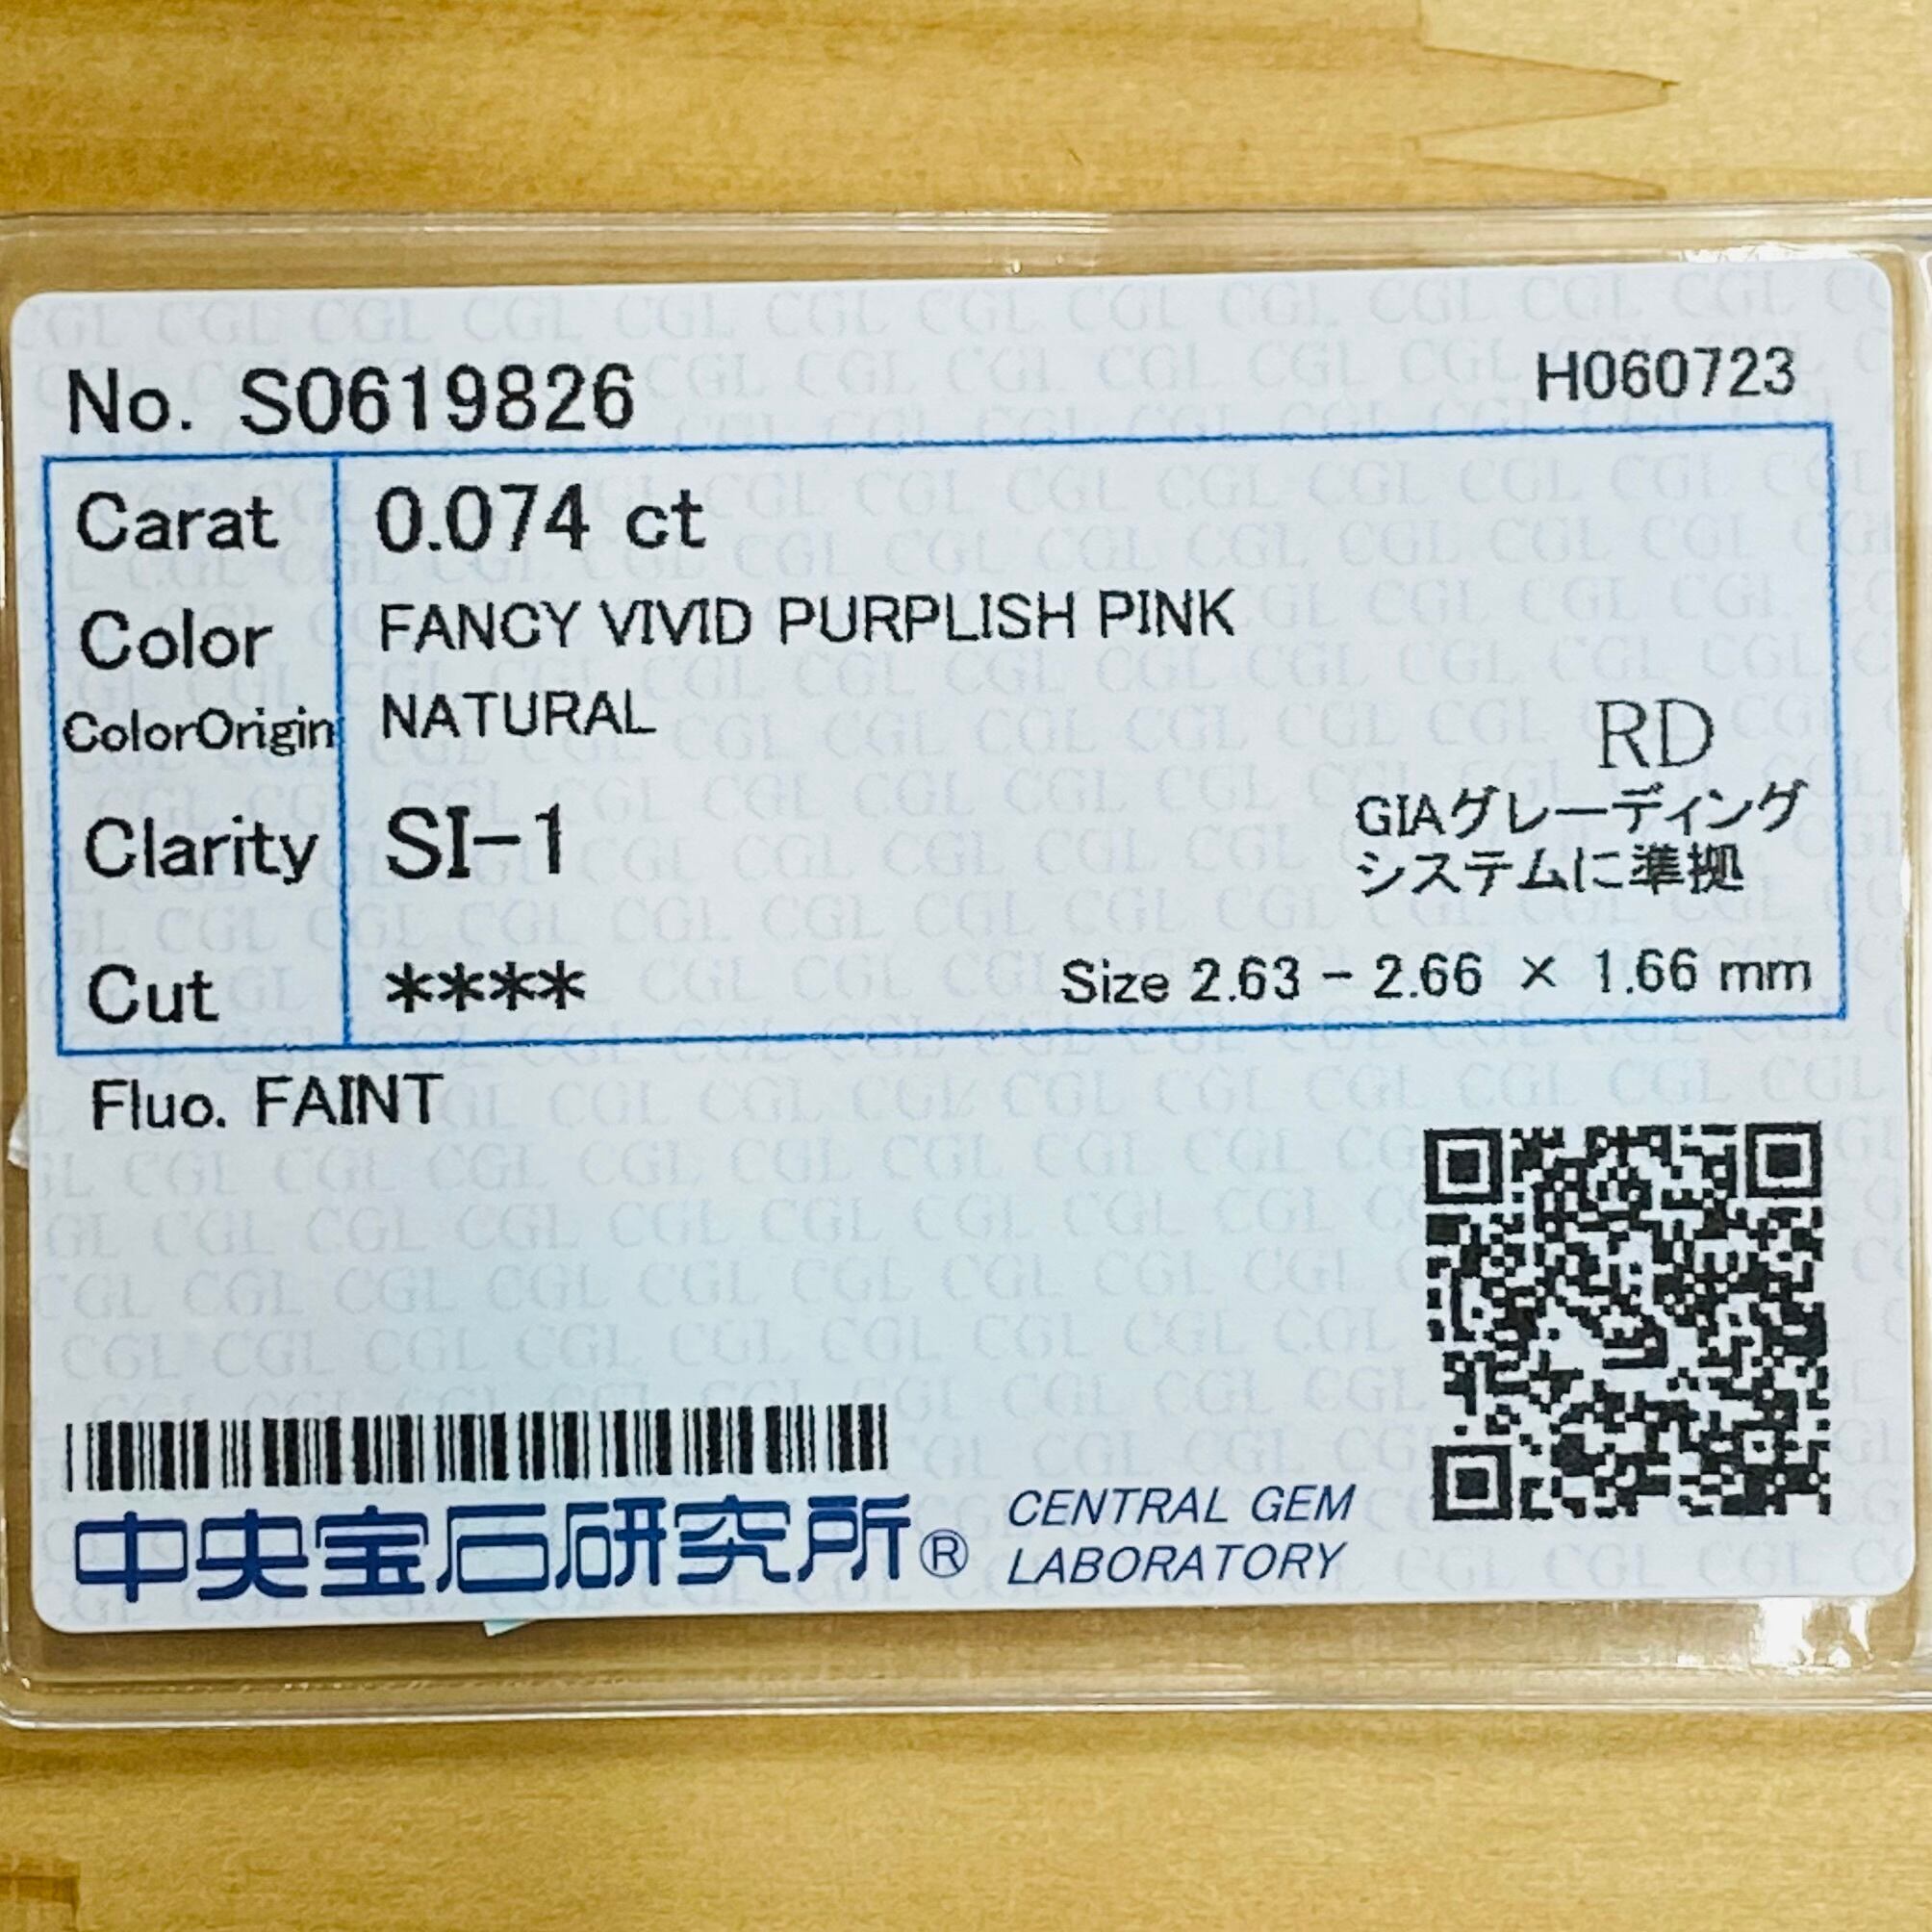 No. S0619826 H060723
Carat 0.074 ct
Color FANCY VIVID PURPLISH PINK
ColorOrigin NATURAL
RD
GIAグレーディング
システムに準拠
Clarity SI-1
Cut **** Size 2.63 - 2.66 × 1.66 mm
Fluo. FAINT
中央宝石研究所®
CENTRAL GEM
LABORATORY